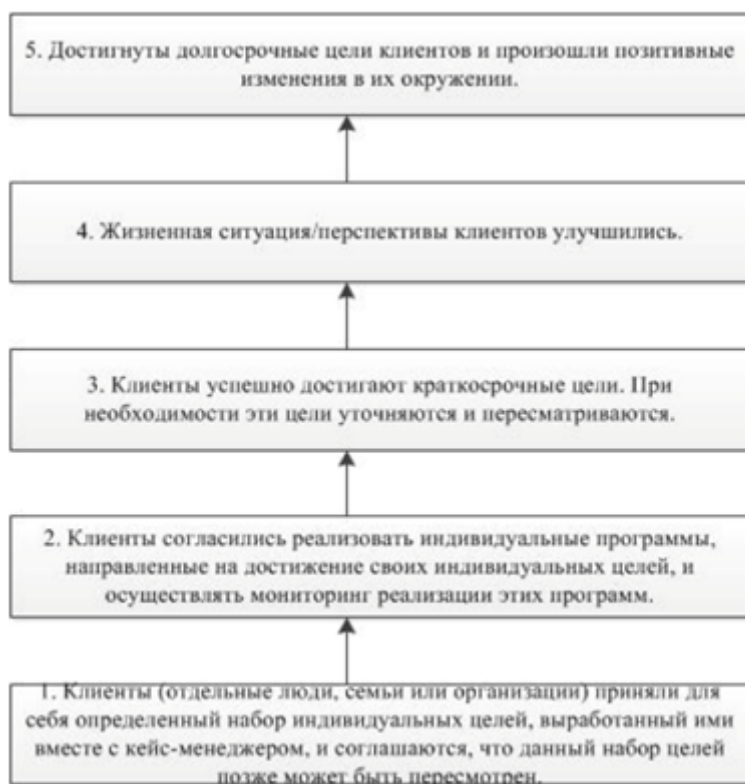 5. Достигнуты долгосрочные цели клиентов и произошли позитивные
изменения в их окружении.
4. Жизненная ситуация/перспективы клиентов улучшились.
3. Клиенты успешно достигают краткосрочные цели. При
необходимости эти цели уточняются и пересматриваются.
2. Клиенты согласились реализовать индивидуальные программы,
направленные на достижение своих индивидуальных целей, и
осуществлять мониторинг реализации этих программ.
1. Клиенты (отдельные люди, семьи или организации) приняли для
себя определенный набор индивидуальных целей, выработанный ими
вместе с кейс-менеджером, и соглашаются, что данный набор целей
позже может быть пересмотрен.